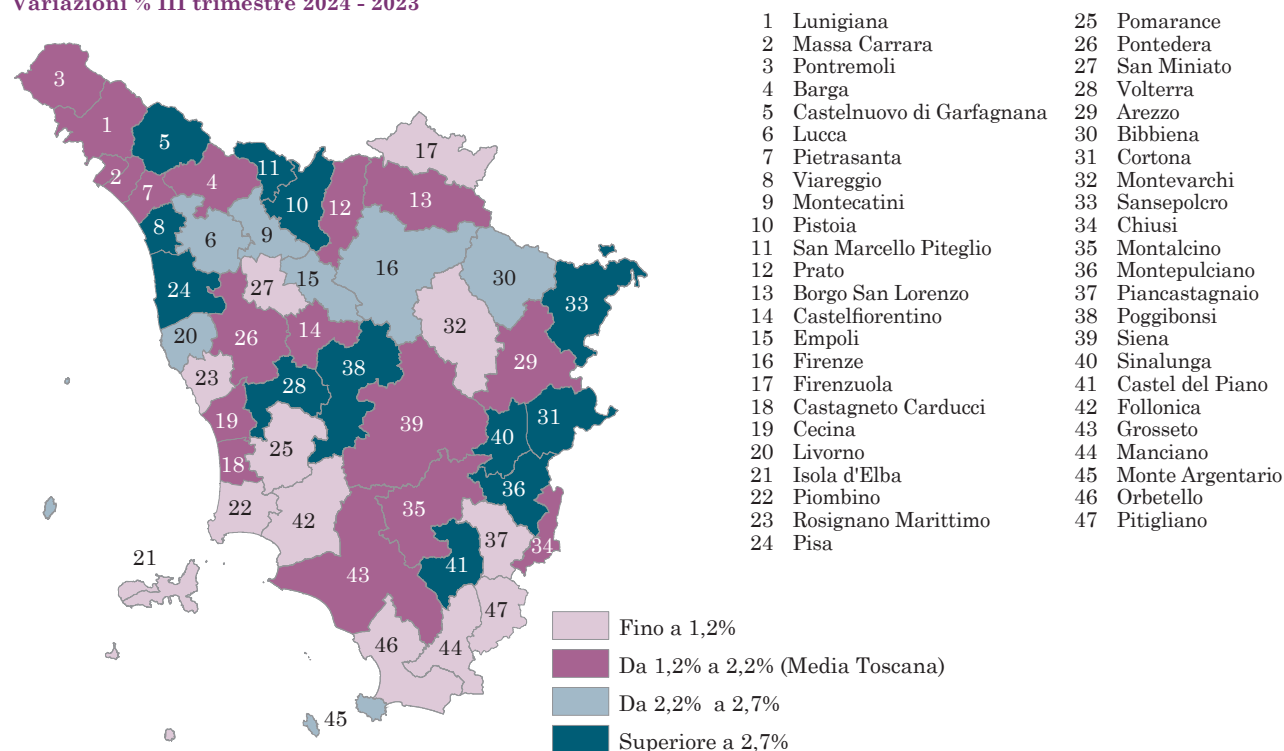 Variazioni % III trimestre 2024 - 2023
1 Lunigiana
2 Massa Carrara
3 Pontremoli
4 Barga
5 Castelnuovo di Garfagnana
6 Lucca
7 Pietrasanta
8 Viareggio
9 Montecatini
10 Pistoia
11 San Marcello Piteglio
12 Prato
13 Borgo San Lorenzo
14 Castelfiorentino
15 Empoli
16 Firenze
17 Firenzuola
18 Castagneto Carducci
19 Cecina
20 Livorno
21 Isola d'Elba
22 Piombino
23 Rosignano Marittimo
24 Pisa
25 Pomarance
26 Pontedera
27 San Miniato
28 Volterra
29 Arezzo
30 Bibbiena
31 Cortona
32 Montevarchi
33 Sansepolcro
34 Chiusi
35 Montalcino
36 Montepulciano
37 Piancastagnaio
38 Poggibonsi
39 Siena
40 Sinalunga
41 Castel del Piano
42 Follonica
43 Grosseto
44 Manciano
45 Monte Argentario
46 Orbetello
47 Pitigliano
3
1
5
17
11
2
7
4
10
12
13
8
6
9
16
30
24
27
15
33
20
26
14
32
38
29
23
28
19
39
31
40
25
18
36
22
42
35
37
34
21
43
41
47
46
44
45
Fino a 1,2%
Da 1,2% a 2,2% (Media Toscana)
Da 2,2% a 2,7%
Superiore a 2,7%